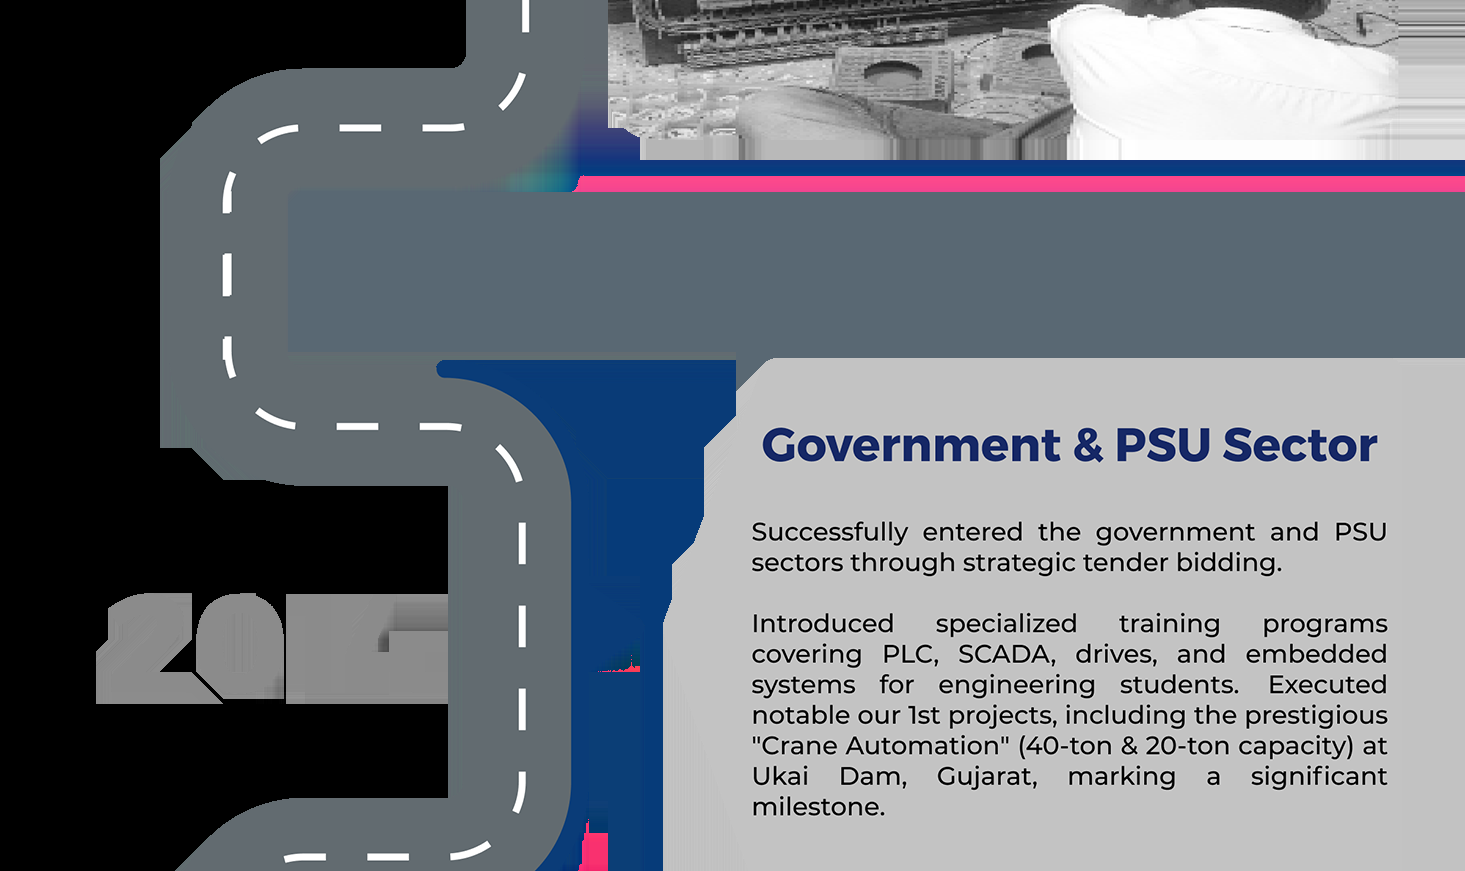 Government & PSU Sector
Successfully entered the government and PSU
sectors through strategic tender bidding.
Introduced specialized training programs
covering PLC, SCADA, drives, and embedded
systems for engineering students. Executed
notable our 1st projects, including the prestigious
"Crane Automation" (40-ton & 20-ton capacity) at
Ukai Dam, Gujarat, marking a significant
milestone.